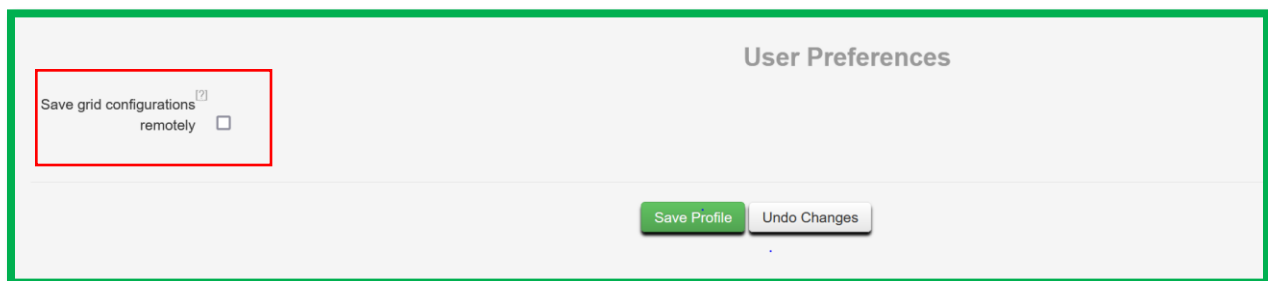 User Preferences
Save grid configurations [?]
remotely
Save Profile Undo Changes